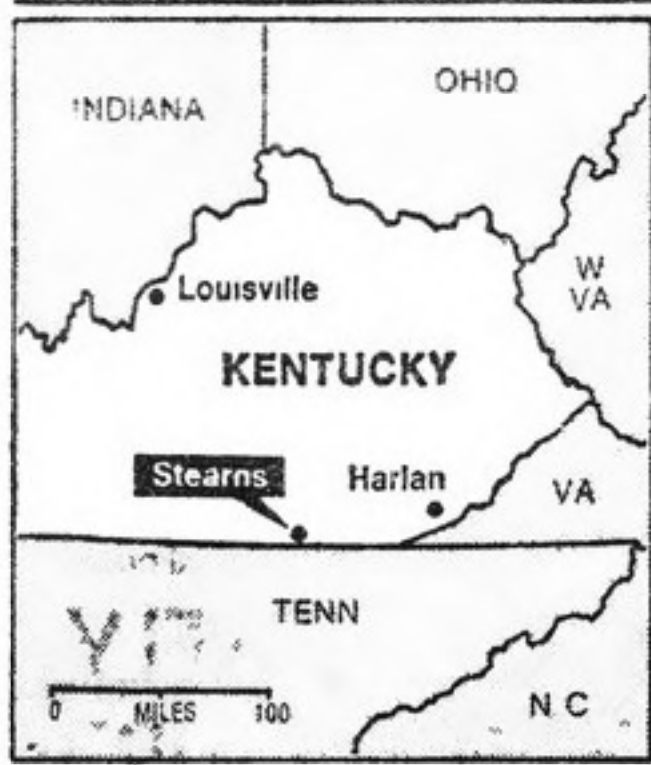 INDIANA
OHIO
W
VA
Louisville
KENTUCKY
Stearns
Harlan
VA
TENN
0 MILES 100
N C